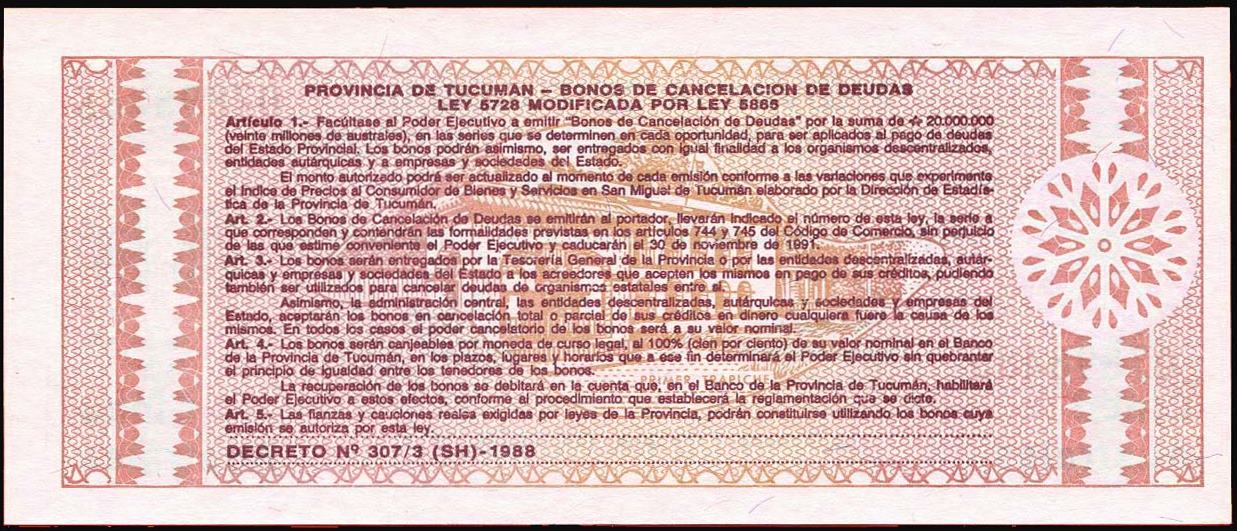 PROVINCIA DE TUCUMAN – BONOS DE CANCELACION DE DEUDAS
LEY 5728 MODIFICADA POR LEY 5885
Artículo 1.- Facúltase al Poder Ejecutivo a emitir "Bonos de Cancelación de Deudas" por la suma de ₳ 20.000.000
(veinte millones de australes), en las series que se determinen en cada oportunidad, para ser aplicados al pago de deudas
del Estado Provincial. Los bonos podrán asimismo, ser entregados con igual finalidad a los organismos descentralizados,
entidades autárquicas y a empresas y sociedades del Estado.
El monto autorizado podrá ser actualizado al momento de cada emisión conforme a las variaciones que experimente
el Indice de Precios al Consumidor de Bienes y Servicios en San Miguel de Tucumán elaborado por la Dirección de Estadís-
tica de la Provincia de Tucumán.
Art. 2.- Los Bonos de Cancelación de Deudas se emitirán al portador, llevarán indicado el número de esta ley, la serie a
que corresponden y contendrán las formalidades previstas en los artículos 744 y 745 del Código de Comercio, sin perjuicio
de las que estime conveniente el Poder Ejecutivo y caducarán el 30 de noviembre de 1991.
Art. 3.- Los bonos serán entregados por la Tesorería General de la Provincia o por las entidades descentralizadas, autár-
quicas y empresas y sociedades del Estado a los acreedores que acepten los mismos en pago de sus créditos, pudiendo
también ser utilizados para cancelar deudas de organismos estatales entre sí.
Asimismo, la administración central, las entidades descentralizadas, autárquicas y sociedades y empresas del
Estado, aceptarán los bonos en cancelación total o parcial de sus créditos en dinero cualquiera fuere la causa de los
mismos. En todos los casos el poder cancelatorio de los bonos será a su valor nominal.
Art. 4.- Los bonos serán canjeables por moneda de curso legal, al 100% (cien por ciento) de su valor nominal en el Banco
de la Provincia de Tucumán, en los plazos, lugares y horarios que a ese fin determinará el Poder Ejecutivo sin quebrantar
el principio de igualdad entre los tenedores de los bonos.
La recuperación de los bonos se debitará en la cuenta que, en el Banco de la Provincia de Tucumán, habilitará
el Poder Ejecutivo a estos efectos, conforme al procedimiento que establecerá la reglamentación que se dicte.
Art. 5.- Las fianzas y cauciones reales exigidas por leyes de la Provincia, podrán constituirse utilizando los bonos cuya
emisión se autoriza por esta ley.
DECRETO Nº 307/3 (SH)-1988